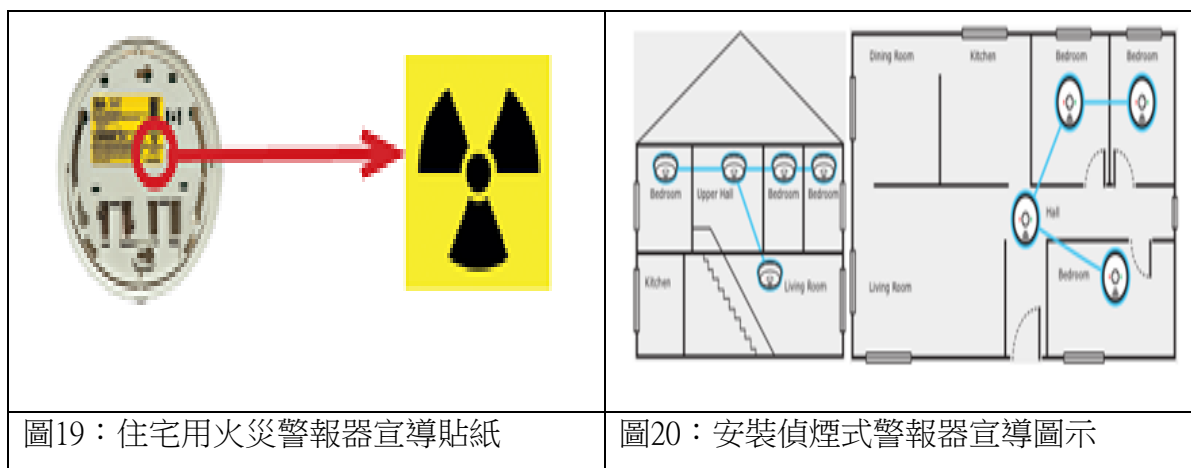 Bedroom
Upper Hall
Bedroom
Bedroom
Kitchen
Living Room
Dining Room
Kitchen
Bedroom
Bedroom
Hall
Bedroom
Living Room
圖19：住宅用火災警報器宣導貼紙
圖20：安裝偵煙式警報器宣導圖示